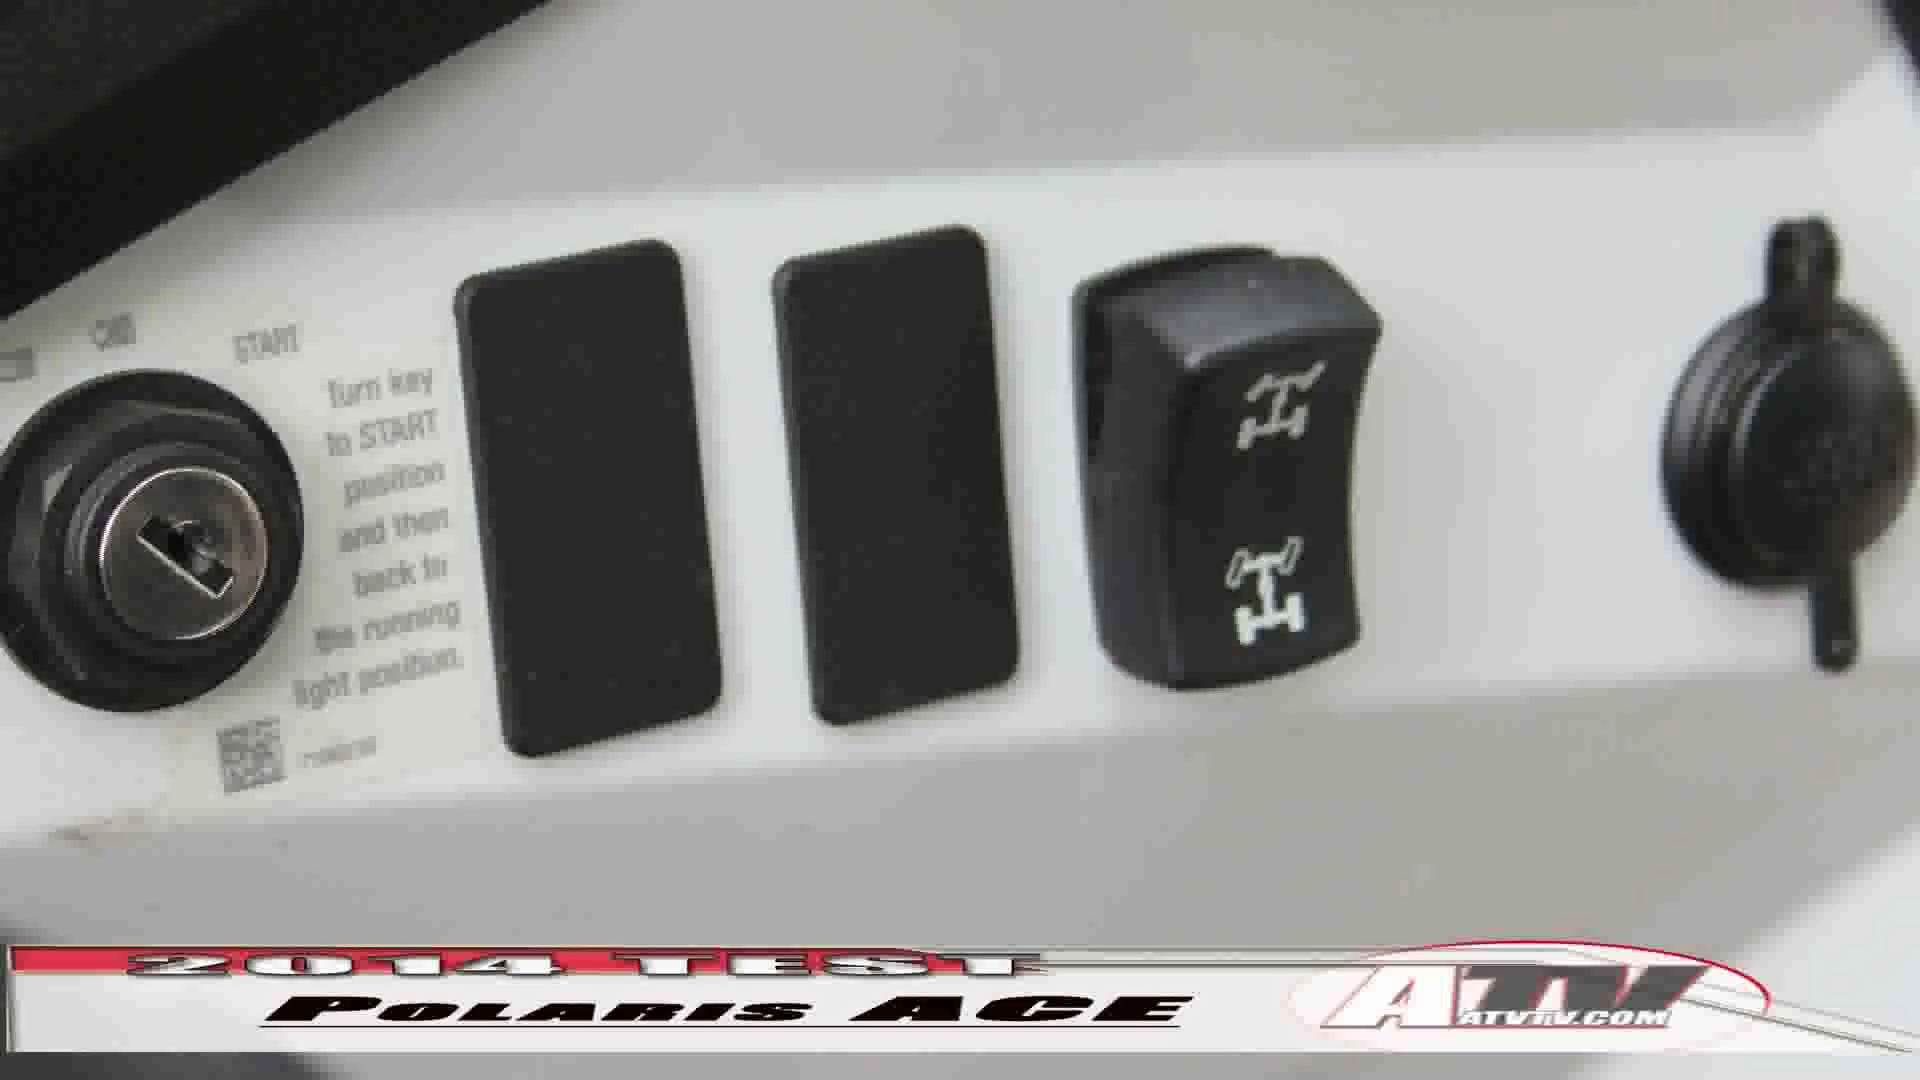 START
Turn key
to START
position
and then
back to
the running
light position.
2014 TEST
POLARIS ACE
ATV
ATVTV.COM